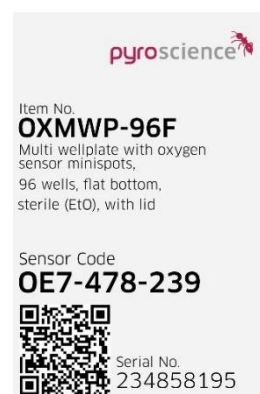 pyroscience
Item No.
OXMWP-96F
Multi wellplate with oxygen
sensor minispots,
96 wells, flat bottom,
sterile (EtO), with lid
Sensor Code
OE7-478-239
Serial No.
234858195